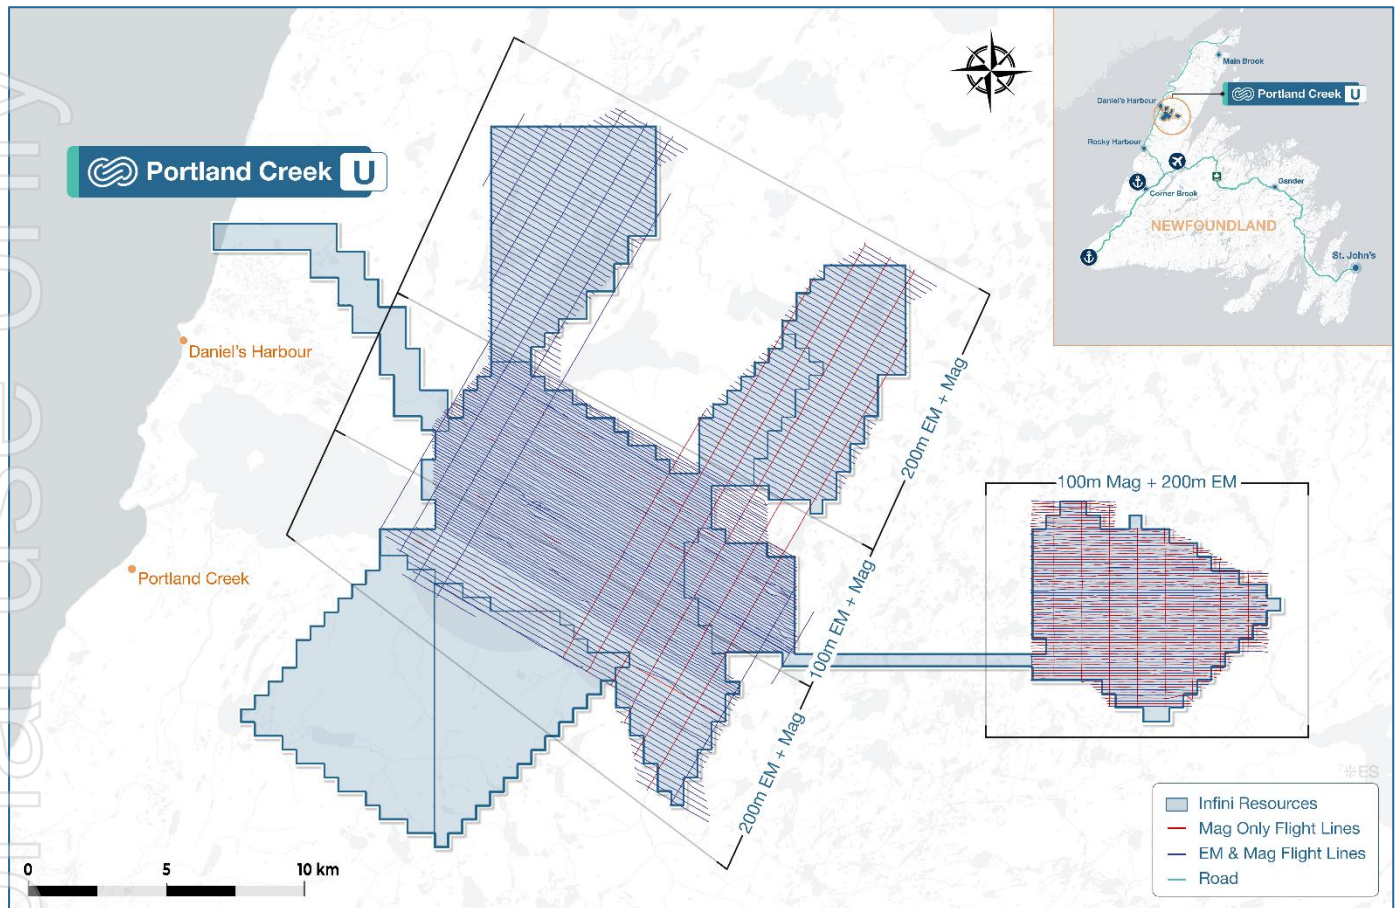 Portland Creek U
Daniel's Harbour
Portland Creek
200m EM + Mag
100m EM + Mag
200m EM + Mag
100m Mag + 200m EM
Main Brook
Daniel's Harbour
Portland Creek U
Rocky Harbour
Corner Brook
Gander
NEWFOUNDLAND
St. John's
ES
Infini Resources
Mag Only Flight Lines
EM & Mag Flight Lines
Road
0 5 10 km